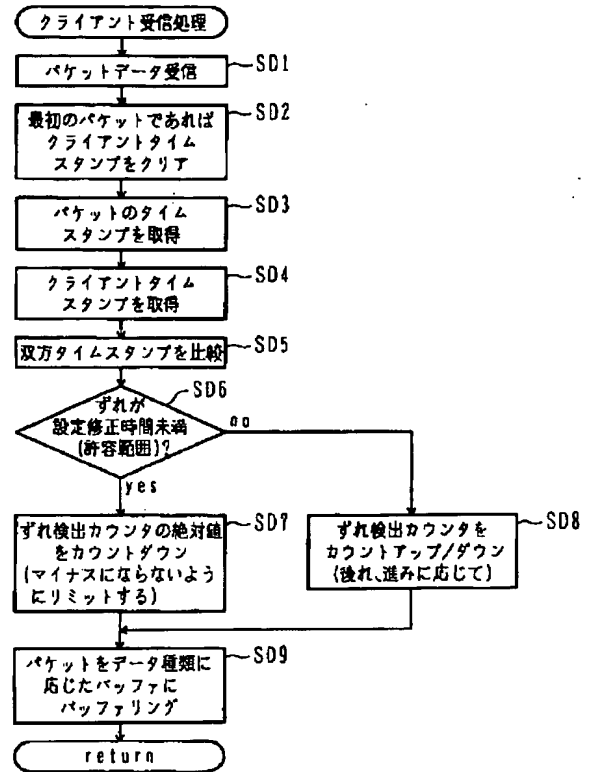 クライアント受信処理
パケットデータ受信
SD1
最初のパケットであれば
クライアントタイム
スタンプをクリア
SD2
パケットのタイム
スタンプを取得
SD3
クライアントタイム
スタンプを取得
SD4
双方タイムスタンプを比較
SD5
SD6
ずれが
設定修正時間未満
(許容範囲)?
no
yes
ずれ検出カウンタの絶対値
をカウントダウン
(マイナスにならないよう
にリミットする)
SD7
ずれ検出カウンタを
カウントアップ/ダウン
(後れ、進みに応じて)
SD8
パケットをデータ種類に
応じたバッファに
バッファリング
SD9
return